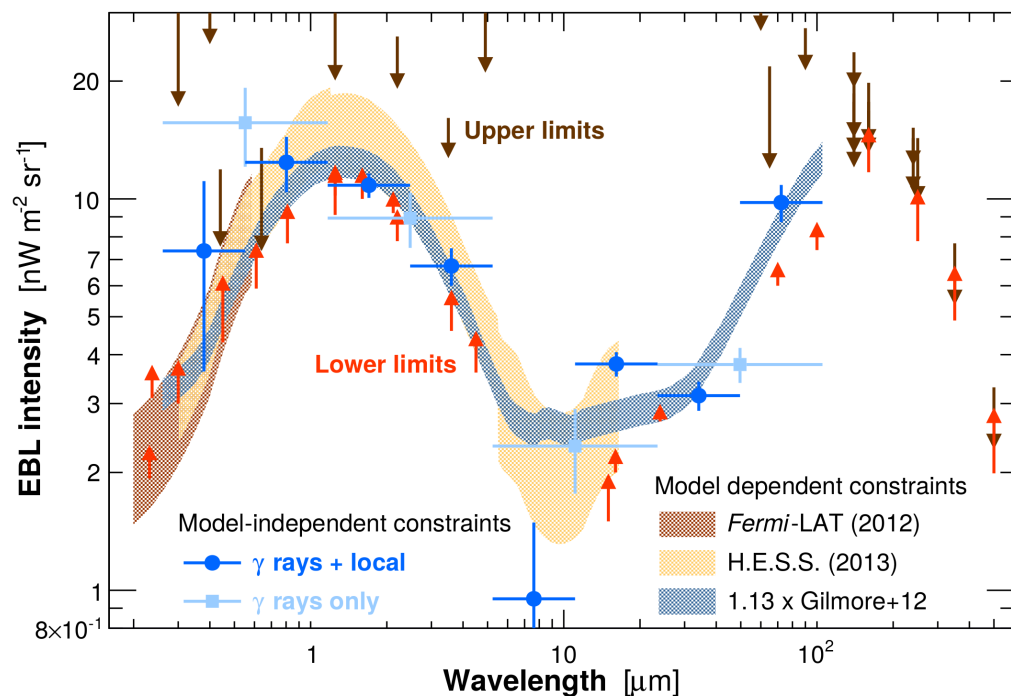 EBL intensity [nW m⁻² sr⁻¹]
20
10
7
6
5
4
3
2
1
8×10⁻¹
Upper limits
Lower limits
Model-independent constraints
γ rays + local
γ rays only
Model dependent constraints
Fermi-LAT (2012)
H.E.S.S. (2013)
1.13 x Gilmore+12
1
10
10²
Wavelength [μm]